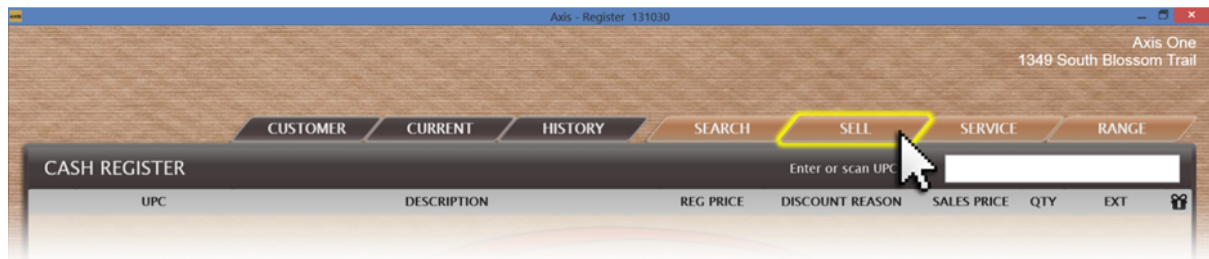 Axis - Register 131030
Axis One
1349 South Blossom Trail
CUSTOMER CURRENT HISTORY SEARCH SELL SERVICE RANGE
CASH REGISTER Enter or scan UPC
UPC DESCRIPTION REG PRICE DISCOUNT REASON SALES PRICE QTY EXT